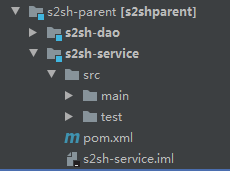 s2sh-parent [s2shparent]
s2sh-dao
s2sh-service
src
main
test
pom.xml
s2sh-service.iml